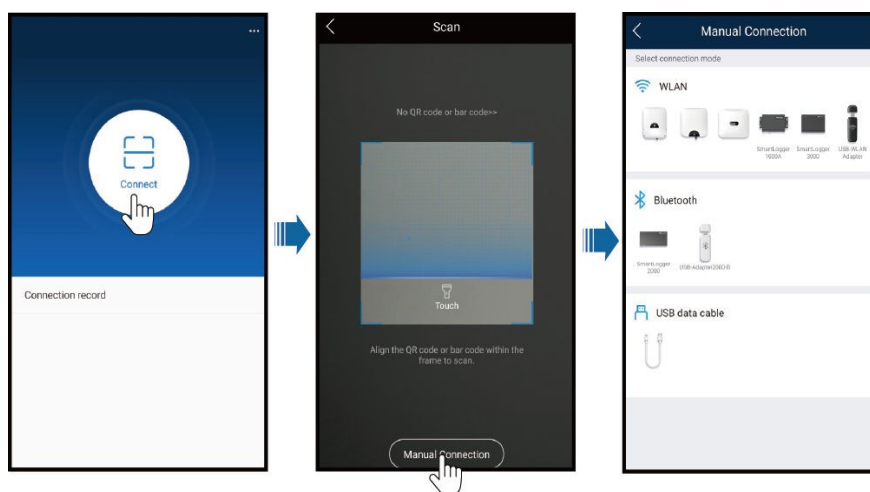 ...
Connect
Connection record
Scan
No QR code or bar code>>
Touch
Align the QR code or bar code within the
frame to scan.
Manual Connection
Manual Connection
Select connection mode
WLAN
SmartLogger
1000A
SmartLogger
3000
USB-WLAN
Adapter
Bluetooth
SmartLogger
2000
USB-Adapter2000-B
USB data cable